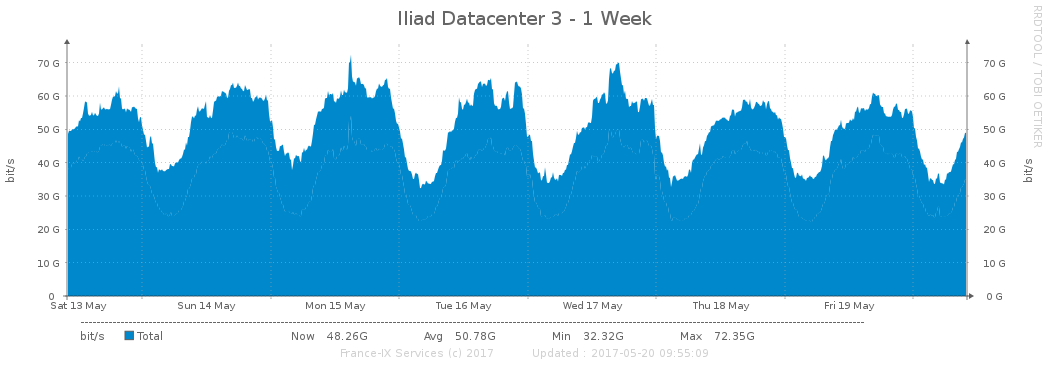 Iliad Datacenter 3 - 1 Week
RRDTOOL / TOBI OETIKER
70 G 70 G
60 G 60 G
50 G 50 G
40 G 40 G
30 G 30 G
20 G 20 G
10 G 10 G
0 0 G
bit/s bit/s
Sat 13 May Sun 14 May Mon 15 May Tue 16 May Wed 17 May Thu 18 May Fri 19 May
bit/s Total Now 48.26G Avg 50.78G Min 32.32G Max 72.35G
France-IX Services (c) 2017 Updated : 2017-05-20 09:55:09